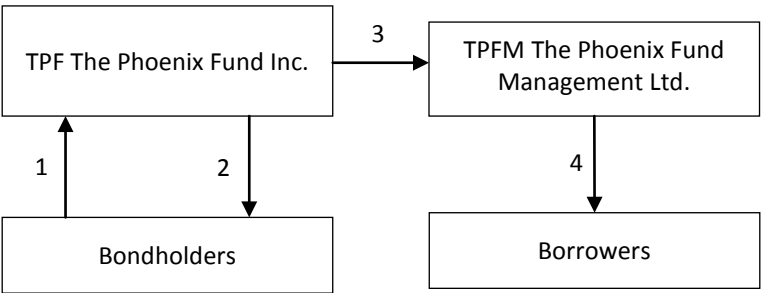 TPF The Phoenix Fund Inc.
3
TPFM The Phoenix Fund
Management Ltd.
1
2
4
Bondholders
Borrowers